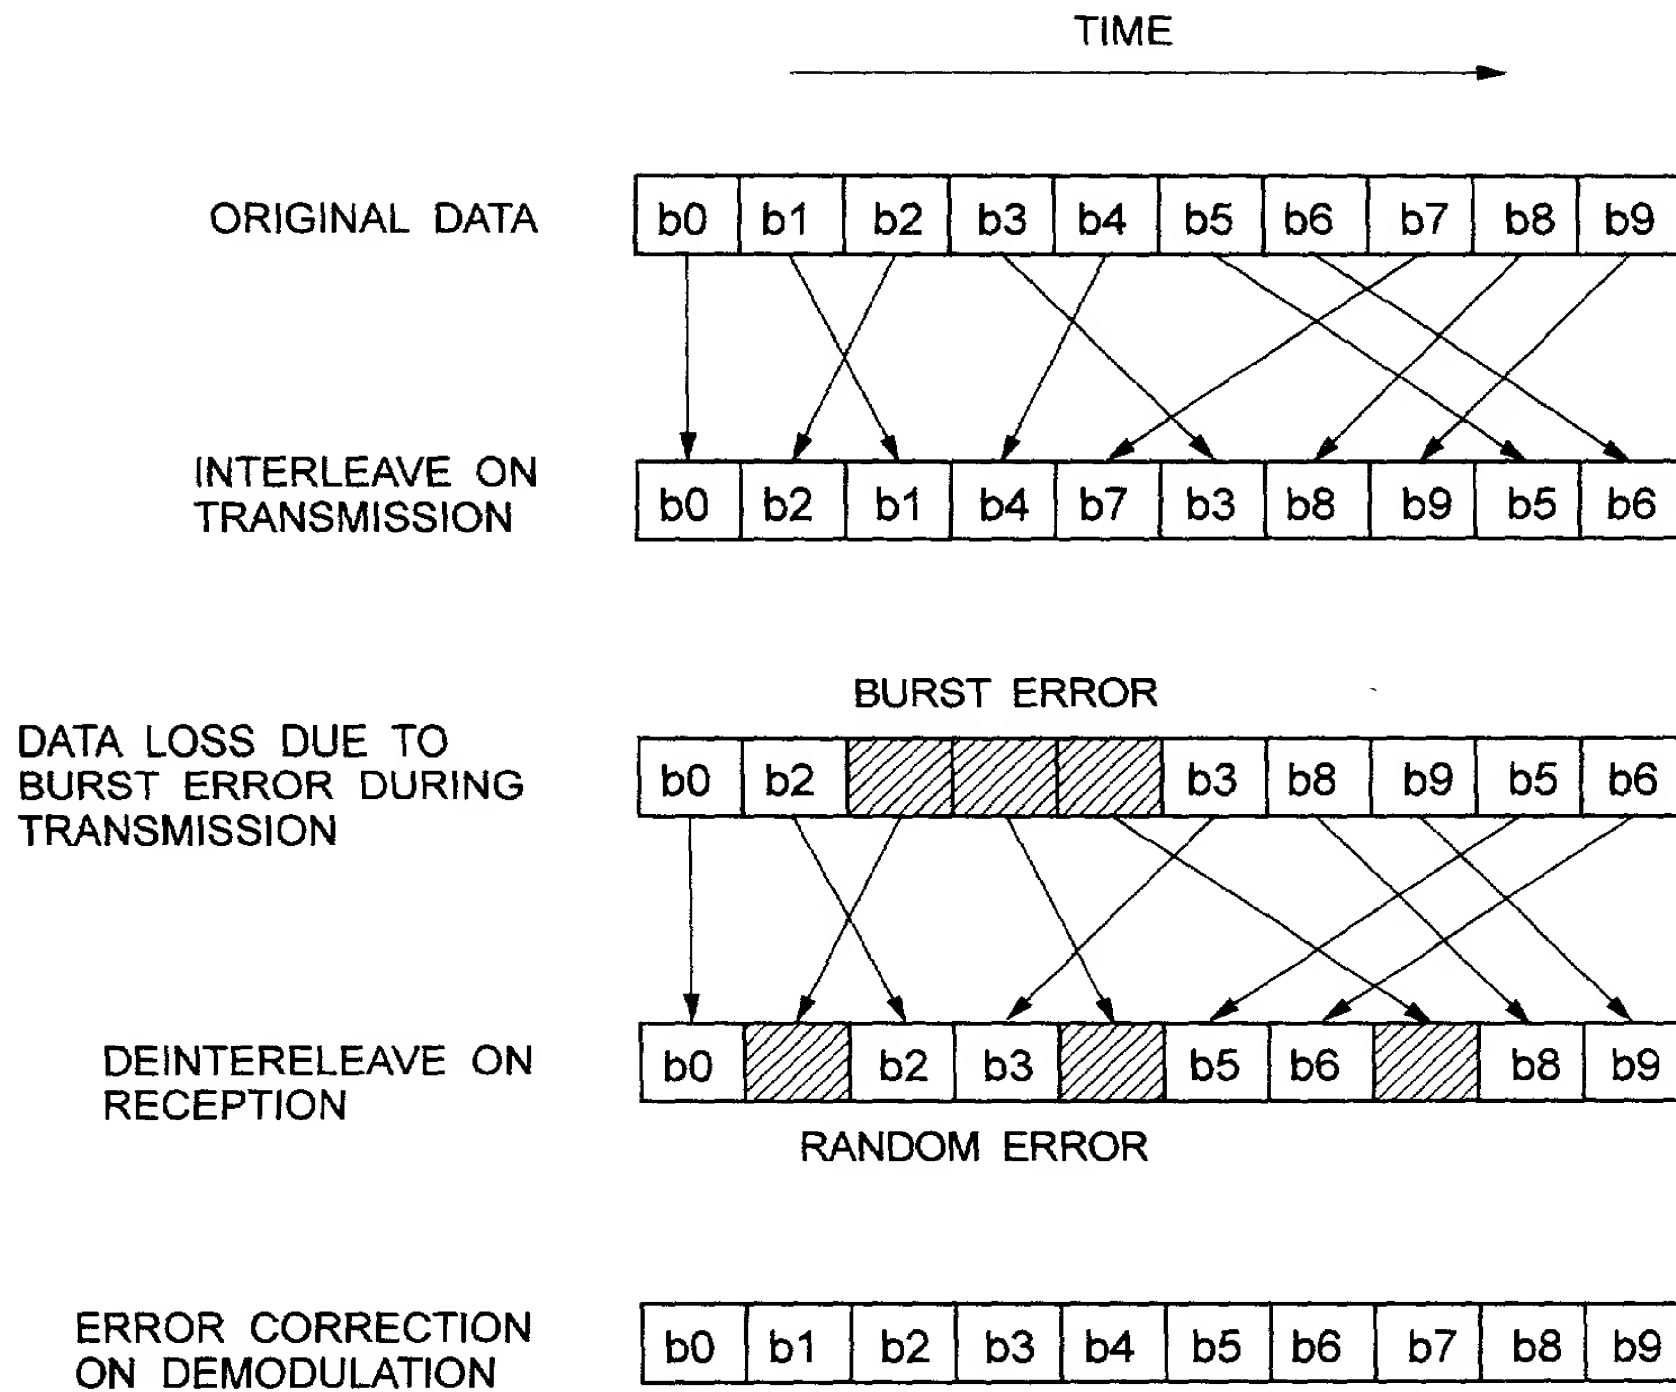 TIME
ORIGINAL DATA
b0 b1 b2 b3 b4 b5 b6 b7 b8 b9
INTERLEAVE ON
TRANSMISSION
b0 b2 b1 b4 b7 b3 b8 b9 b5 b6
BURST ERROR
DATA LOSS DUE TO
BURST ERROR DURING
TRANSMISSION
b0 b2 b3 b8 b9 b5 b6
DEINTERELEAVE ON
RECEPTION
b0 b2 b3 b5 b6 b8 b9
RANDOM ERROR
ERROR CORRECTION
ON DEMODULATION
b0 b1 b2 b3 b4 b5 b6 b7 b8 b9